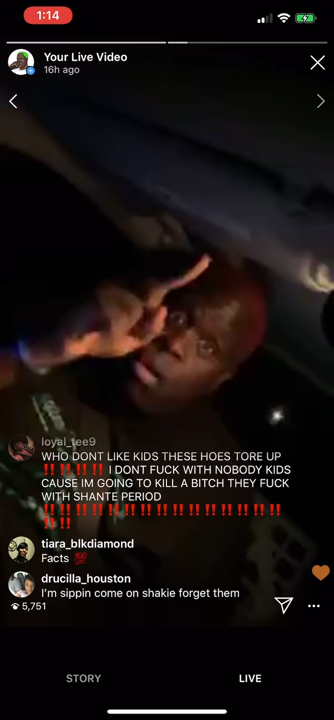 1:14
Your Live Video
16h ago
loyal_tee9
WHO DONT LIKE KIDS THESE HOES TORE UP
‼️ ‼️ ‼️ ‼️ I DONT FUCK WITH NOBODY KIDS
CAUSE IM GOING TO KILL A BITCH THEY FUCK
WITH SHANTE PERIOD
‼️ ‼️ ‼️ ‼️ ‼️ ‼️ ‼️ ‼️ ‼️ ‼️ ‼️ ‼️ ‼️ ‼️ ‼️
‼️ ‼️
tiara_blkdiamond
Facts 💯
drucilla_houston
I'm sippin come on shakie forget them
5,751
STORY LIVE